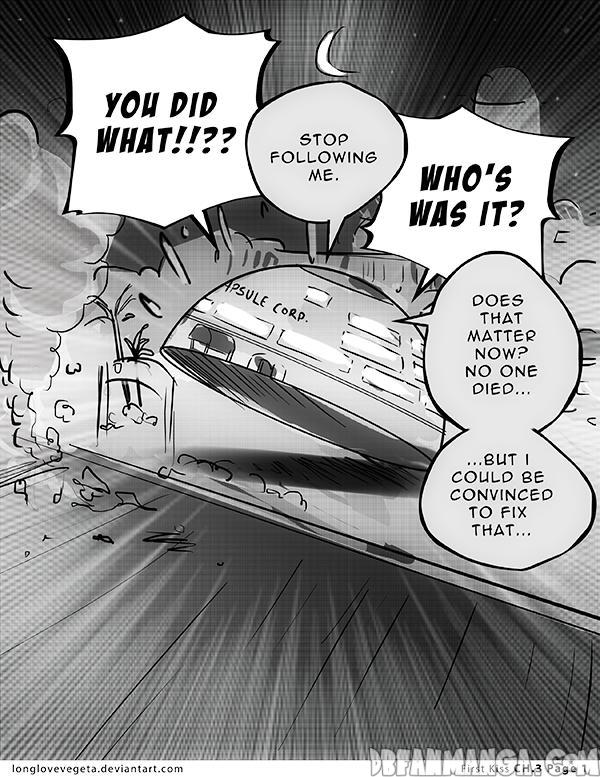 YOU DID
WHAT!!??
STOP
FOLLOWING
ME.
WHO'S
WAS IT?
APSULE CORP.
DOES
THAT
MATTER
NOW?
NO ONE
DIED...
...BUT I
COULD BE
CONVINCED
TO FIX
THAT...
longlovevegeta.deviantart.com
First Kiss CH.3 Page 1
DBFANMANGA.COM